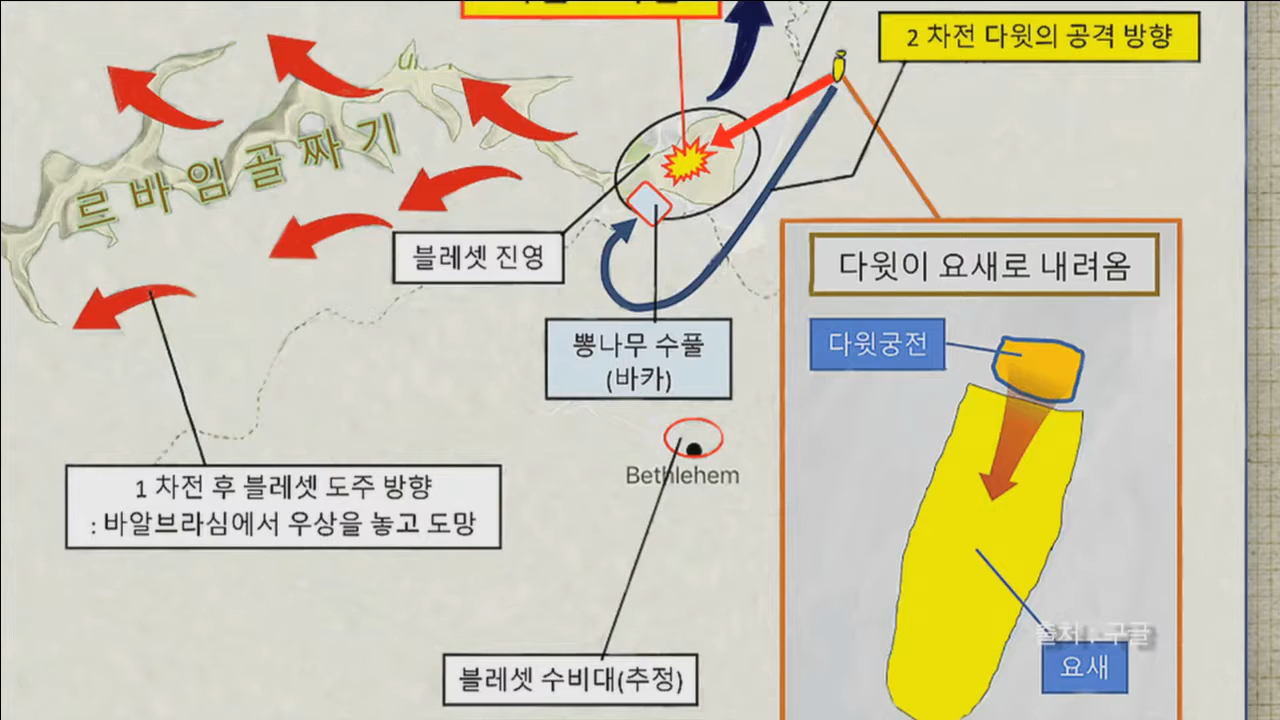 2 차전 다윗의 공격 방향
르바임골짜기
블레셋 진영
다윗이 요새로 내려옴
다윗궁전
뽕나무 수풀
(바카)
Bethlehem
1 차전 후 블레셋 도주 방향
: 바알브라심에서 우상을 놓고 도망
출처 : 구글
요새
블레셋 수비대(추정)